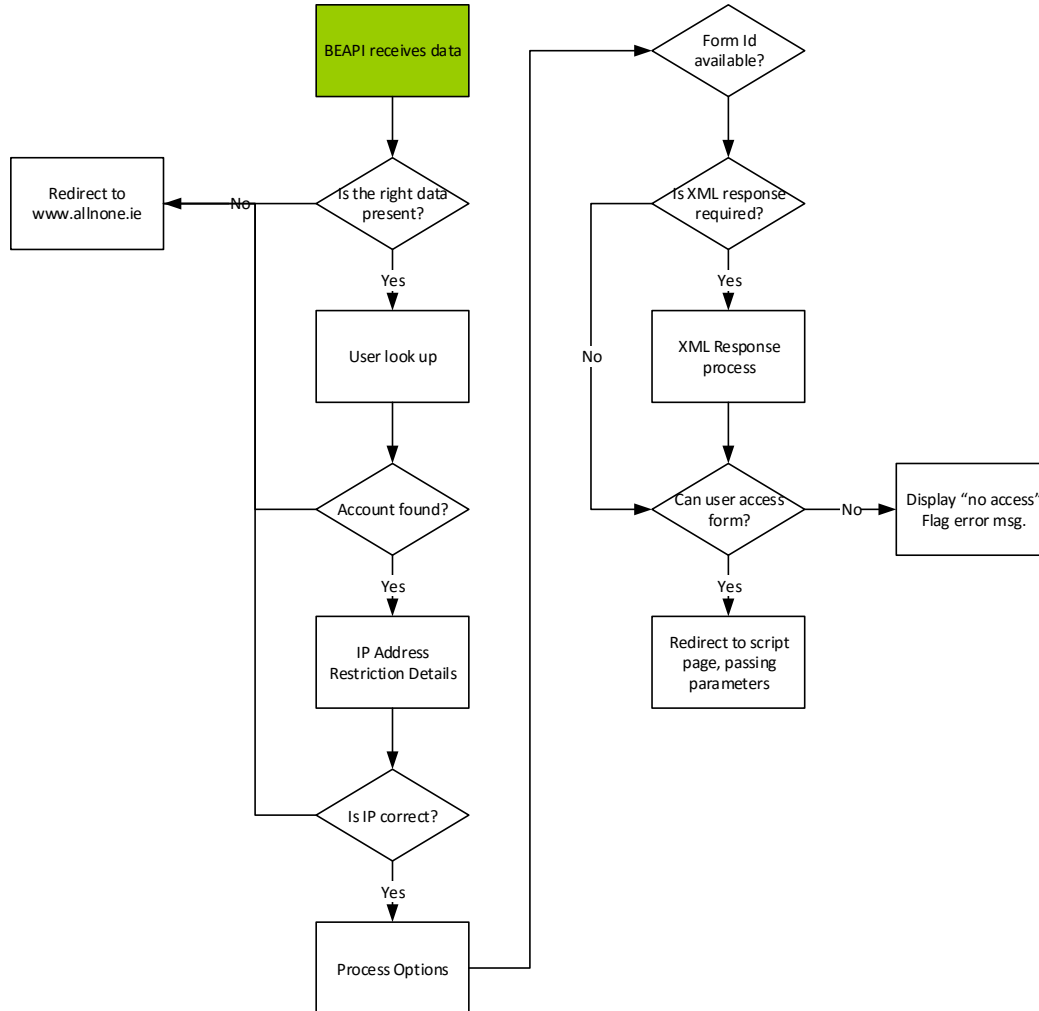 BEAPI receives data
Is the right data
present?
No
Redirect to
www.allnone.ie
Yes
User look up
Account found?
Yes
IP Address
Restriction Details
Is IP correct?
Yes
Process Options
Form Id
available?
Is XML response
required?
Yes
No
XML Response
process
Can user access
form?
No
Display “no access”
Flag error msg.
Yes
Redirect to script
page, passing
parameters